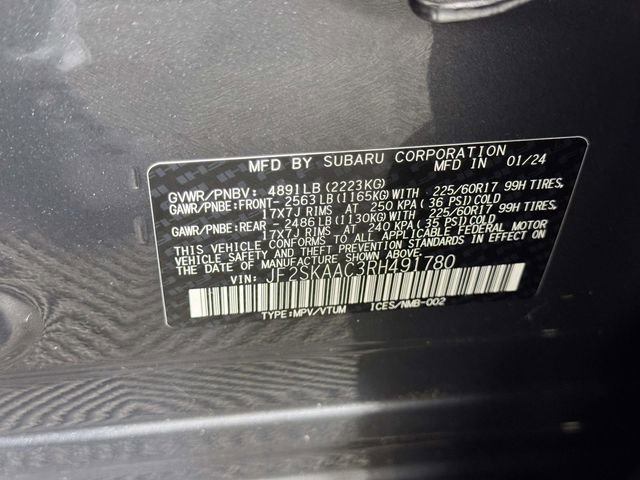 MFD BY SUBARU CORPORATION MFD IN 01/24
GVWR/PNBV: 4891LB(2223KG)
GAWR/PNBE:FRONT- 2563LB(1165KG)WITH 225/60R17 99H TIRES,
17X7J RIMS AT 250 KPA( 36 PSI)COLD
GAWR/PNBE:REAR - 2486LB(1130KG)WITH 225/60R17 99H TIRES,
17X7J RIMS AT 240 KPA( 35 PSI)COLD
THIS VEHICLE CONFORMS TO ALL APPLICABLE FEDERAL MOTOR
VEHICLE SAFETY AND THEFT PREVENTION STANDARDS IN EFFECT
ON THE DATE OF MANUFACTURE SHOWN ABOVE.
VIN: JF2SKAAC3RH491780
TYPE:MPV/VTUM ICES/NMB-002